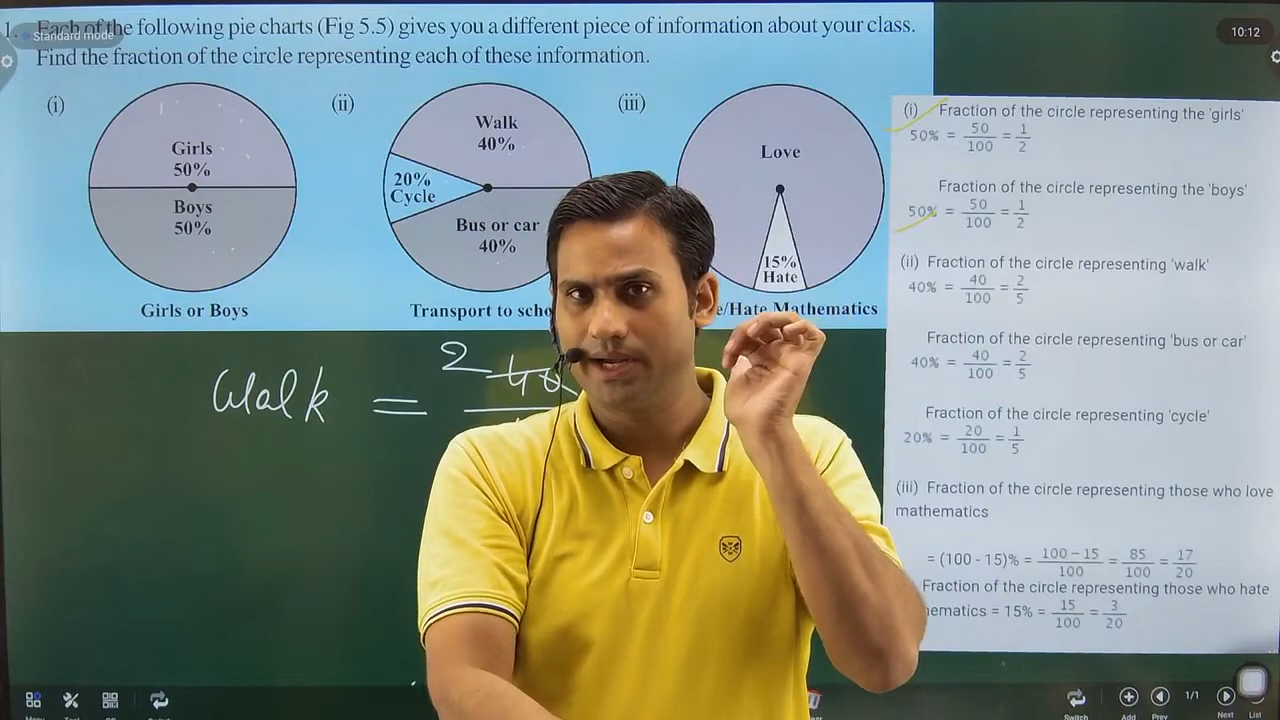 1. Each of the following pie charts (Fig 5.5) gives you a different piece of information about your class.
Standard mode
10:12
Find the fraction of the circle representing each of these information.
(i)
Girls
50%
Boys
50%
Girls or Boys
(ii)
Walk
40%
20%
Cycle
Bus or car
40%
Transport to scho
(iii)
Love
15%
Hate
e/Hate Mathematics
Walk = 2 40
(i) Fraction of the circle representing the 'girls'
50% = 50/100 = 1/2
Fraction of the circle representing the 'boys'
50% = 50/100 = 1/2
(ii) Fraction of the circle representing 'walk'
40% = 40/100 = 2/5
Fraction of the circle representing 'bus or car'
40% = 40/100 = 2/5
Fraction of the circle representing 'cycle'
20% = 20/100 = 1/5
(iii) Fraction of the circle representing those who love
mathematics
= (100 - 15)% = 100 – 15/100 = 85/100 = 17/20
Fraction of the circle representing those who hate
ematics = 15% = 15/100 = 3/20
Switch
Add
Prev
1/1
Next
List